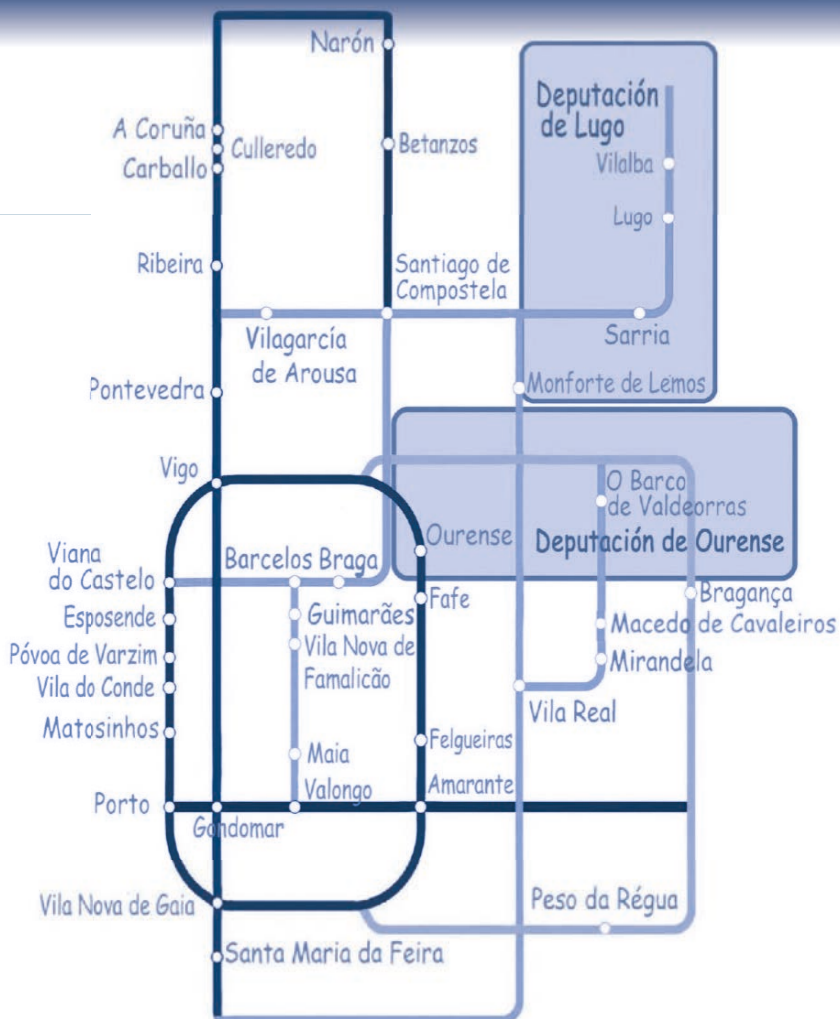 Narón
Deputación
de Lugo
A Coruña
Culleredo
Betanzos
Carballo
Vilalba
Lugo
Ribeira
Santiago de
Compostela
Vilagarcía
de Arousa
Sarria
Pontevedra
Monforte de Lemos
Vigo
O Barco
de Valdeorras
Ourense
Deputación de Ourense
Viana
do Castelo
Barcelos Braga
Bragança
Esposende
Guimarães
Fafe
Macedo de Cavaleiros
Póvoa de Varzim
Vila Nova de
Famalicão
Mirandela
Vila do Conde
Vila Real
Matosinhos
Maia
Felgueiras
Valongo
Amarante
Porto
Gondomar
Vila Nova de Gaia
Peso da Régua
Santa Maria da Feira